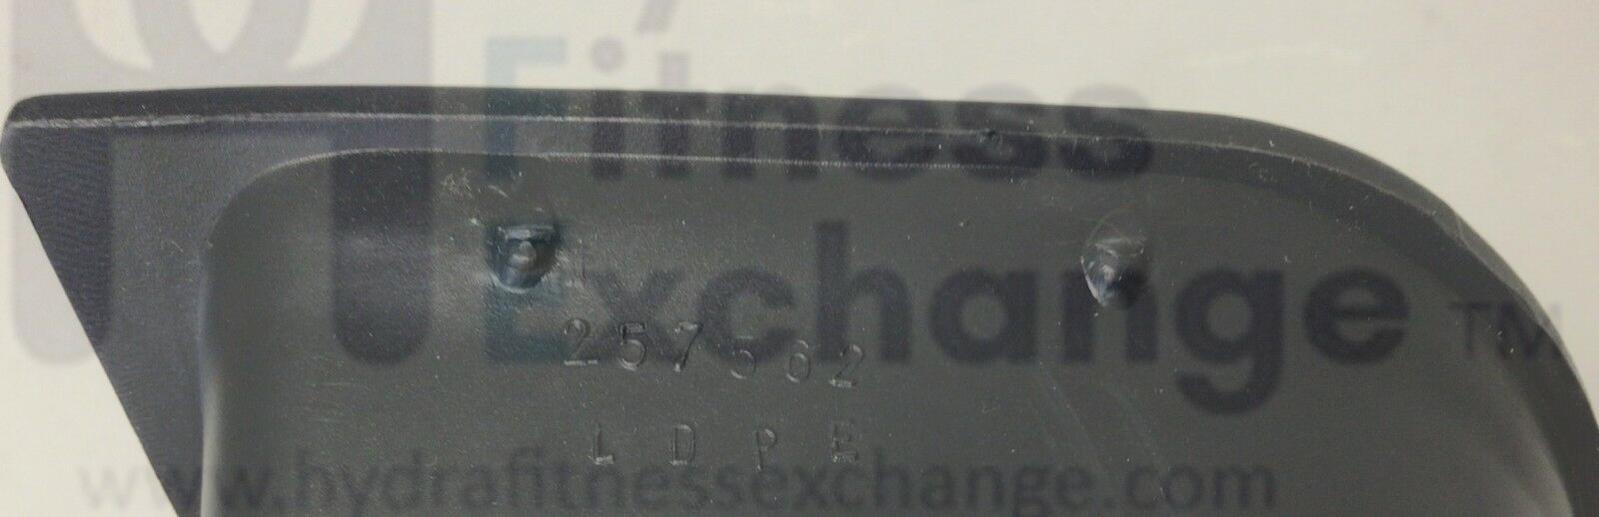 Fitness
Exchange TM
257562
LDPE
www.hydrafitnessexchange.com